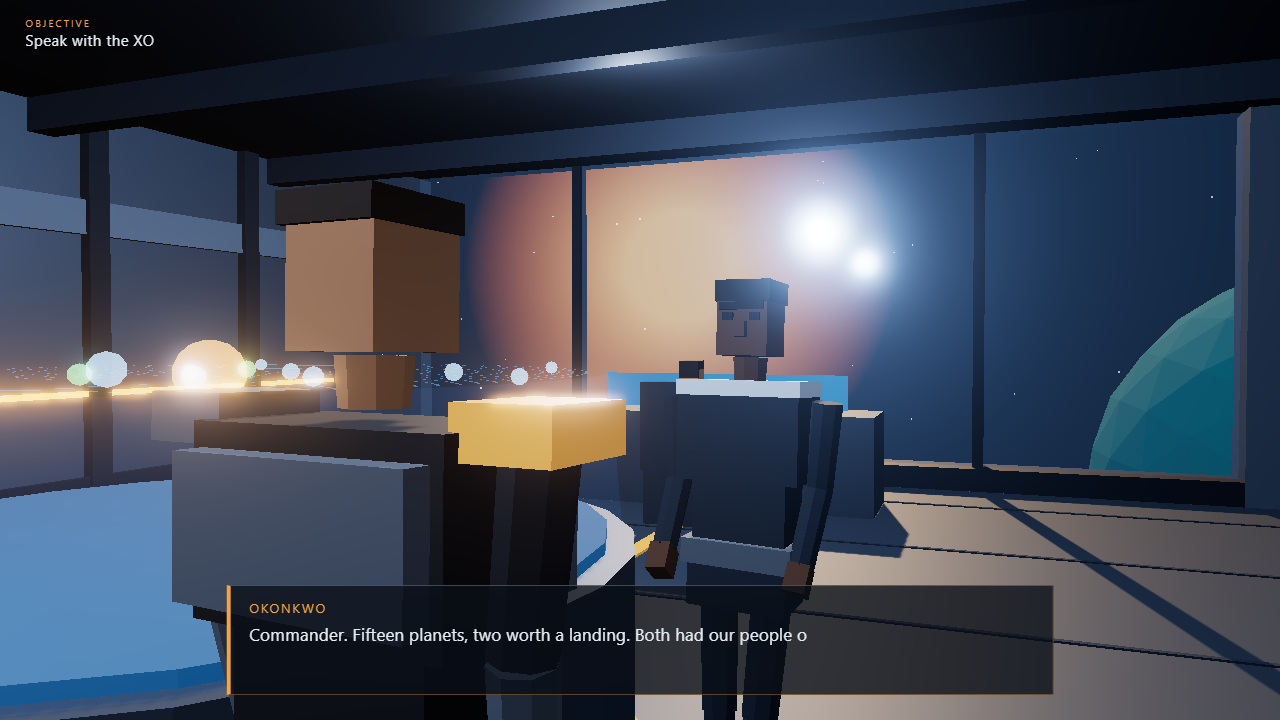 OBJECTIVE
Speak with the XO
OKONKWO
Commander. Fifteen planets, two worth a landing. Both had our people o